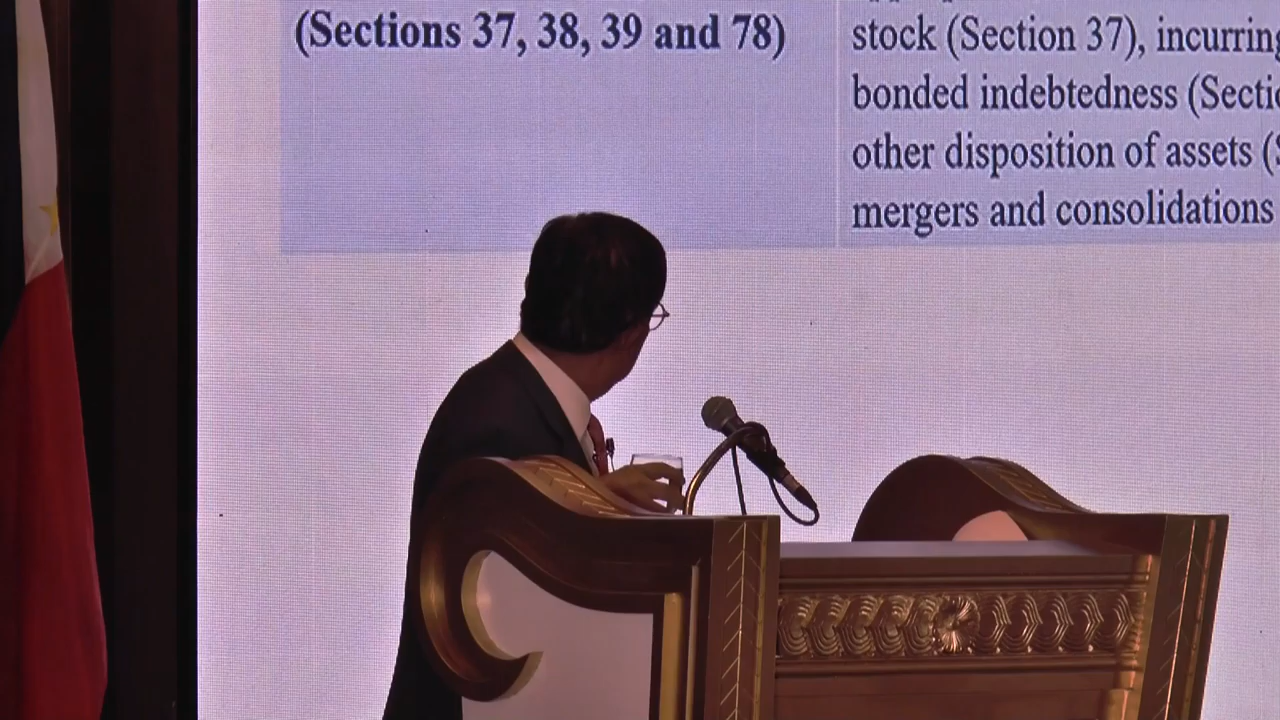 (Sections 37, 38, 39 and 78)
stock (Section 37), incurring
bonded indebtedness (Sectio
other disposition of assets (S
mergers and consolidations